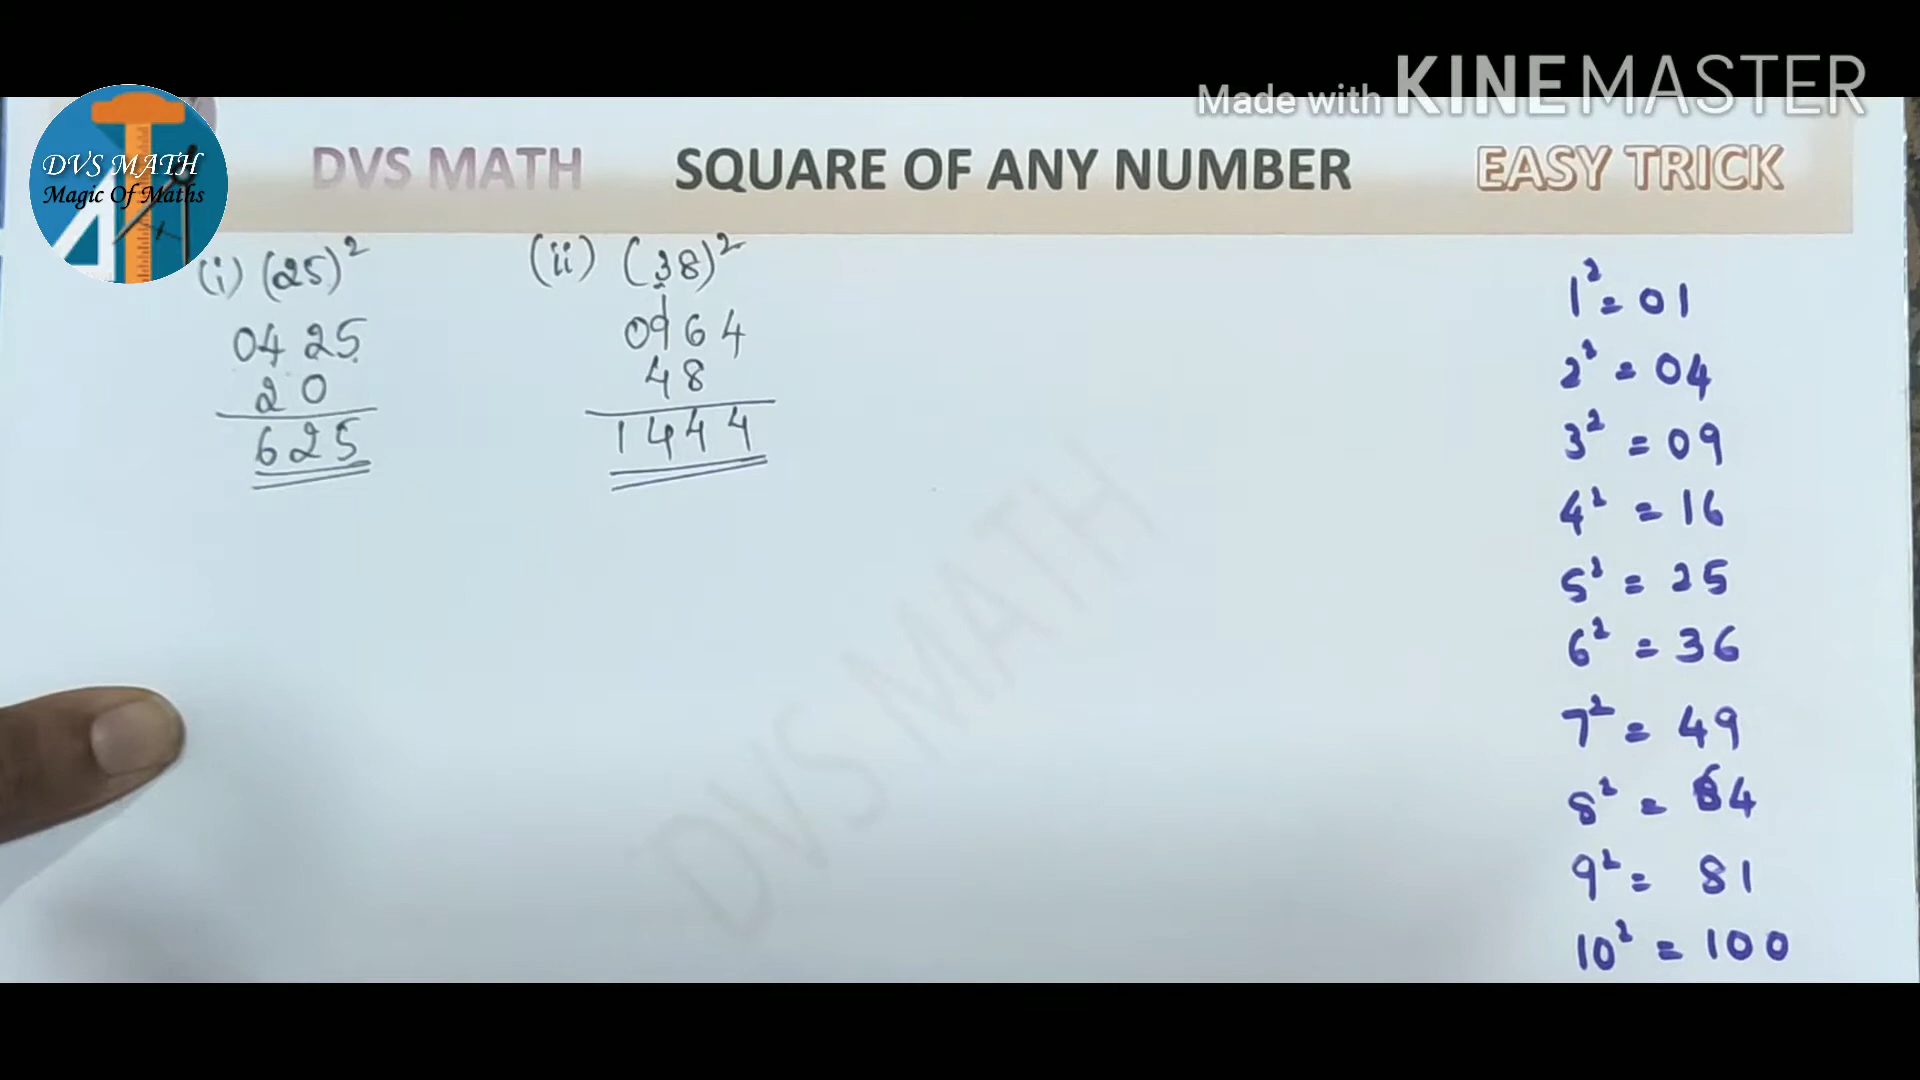 Made with KINEMASTER
DVS MATH
Magic Of Maths
DVS MATH SQUARE OF ANY NUMBER EASY TRICK
(i) (25)²
0425
20
625
(ii) (38)²
1
0964
48
1444
1² = 01
2² = 04
3² = 09
4² = 16
5² = 25
6² = 36
7² = 49
8² = 64
9² = 81
10² = 100
DVS MATH